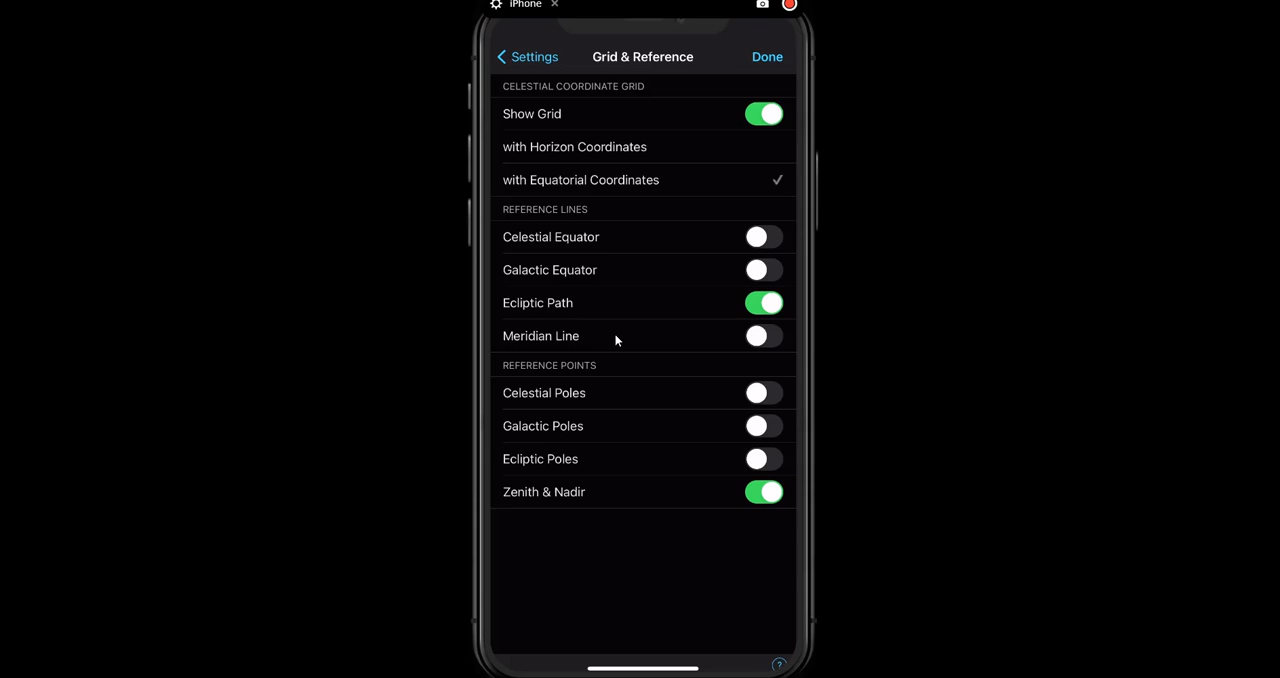 iPhone
Settings
Grid & Reference
Done
CELESTIAL COORDINATE GRID
Show Grid
with Horizon Coordinates
with Equatorial Coordinates
REFERENCE LINES
Celestial Equator
Galactic Equator
Ecliptic Path
Meridian Line
REFERENCE POINTS
Celestial Poles
Galactic Poles
Ecliptic Poles
Zenith & Nadir
?